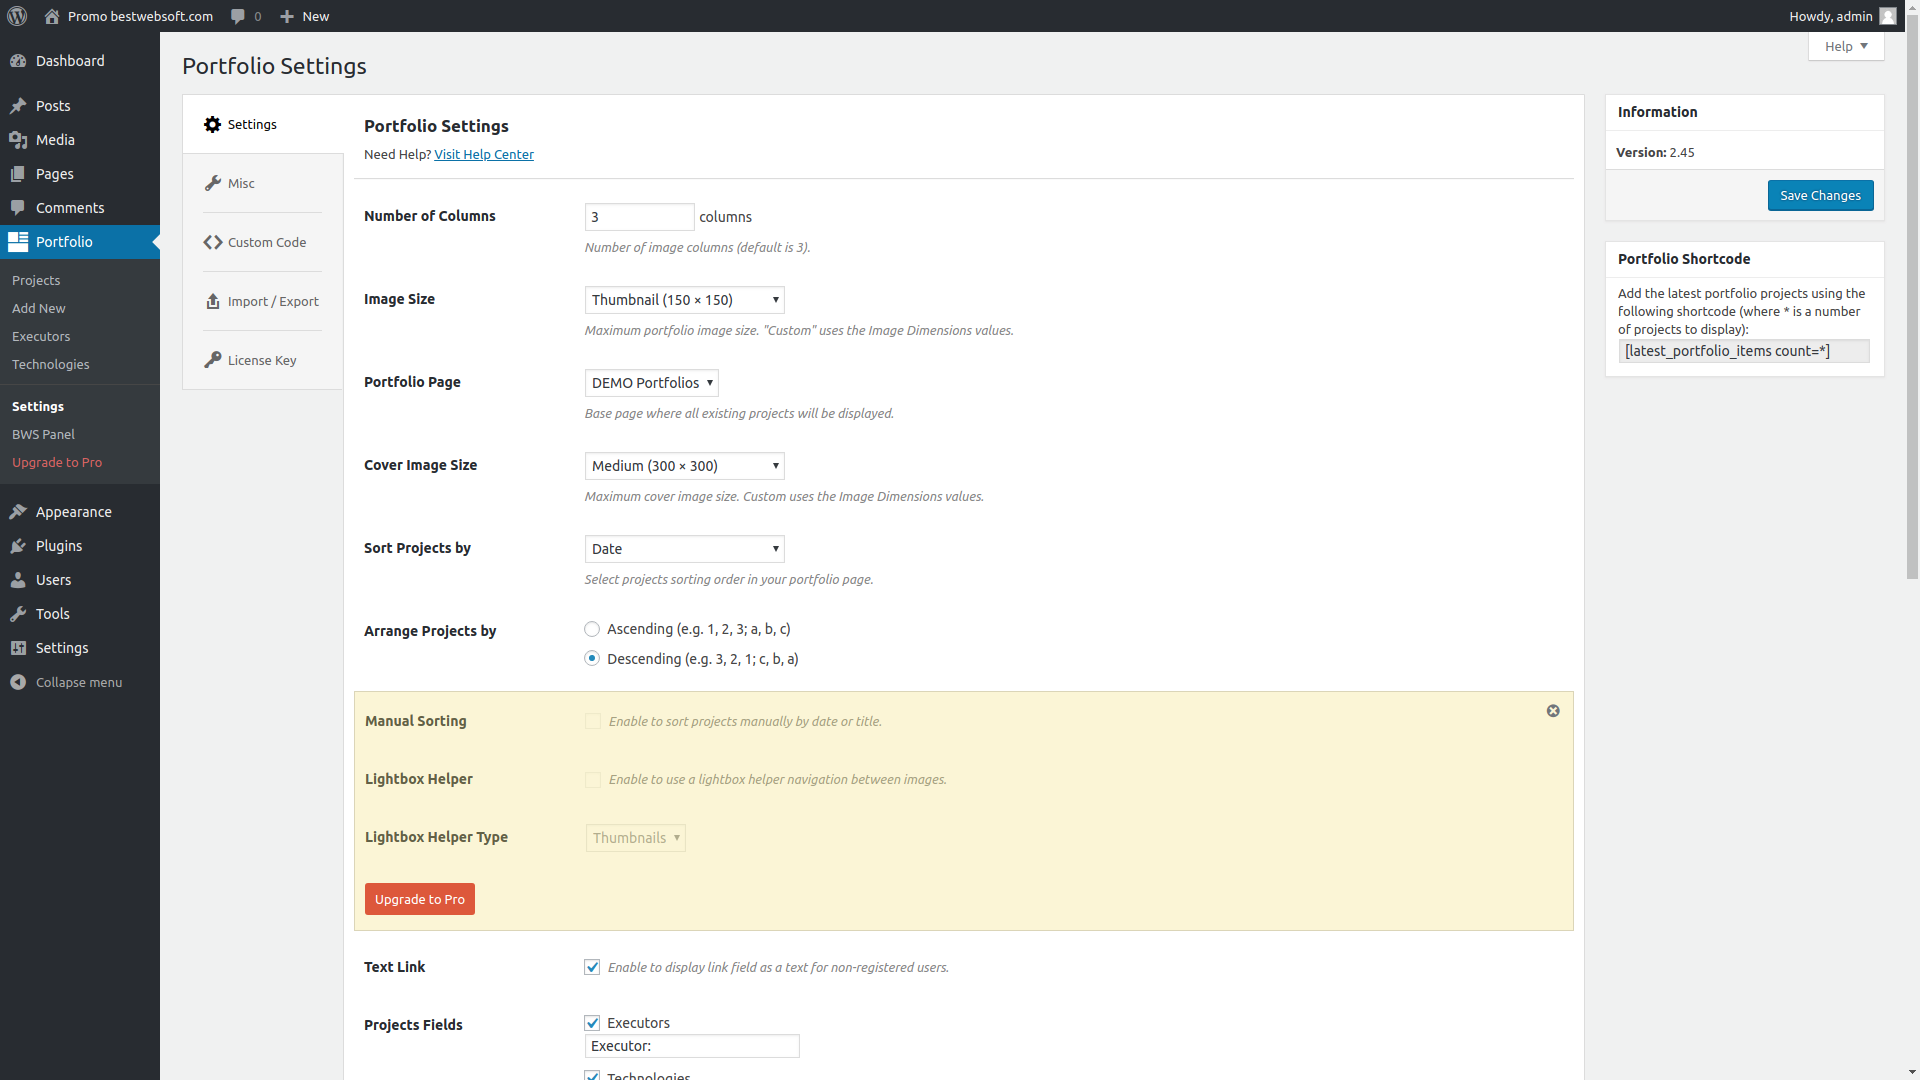 Promo bestwebsoft.com 0 New Howdy, admin
Help
Dashboard
Posts
Media
Pages
Comments
Portfolio
Projects
Add New
Executors
Technologies
Settings
BWS Panel
Upgrade to Pro
Appearance
Plugins
Users
Tools
Settings
Collapse menu
Portfolio Settings
Settings
Misc
Custom Code
Import / Export
License Key
Portfolio Settings
Need Help? Visit Help Center
Number of Columns
3 columns
Number of image columns (default is 3).
Image Size
Thumbnail (150 × 150)
Maximum portfolio image size. "Custom" uses the Image Dimensions values.
Portfolio Page
DEMO Portfolios
Base page where all existing projects will be displayed.
Cover Image Size
Medium (300 × 300)
Maximum cover image size. Custom uses the Image Dimensions values.
Sort Projects by
Date
Select projects sorting order in your portfolio page.
Arrange Projects by
Ascending (e.g. 1, 2, 3; a, b, c)
Descending (e.g. 3, 2, 1; c, b, a)
Manual Sorting
Enable to sort projects manually by date or title.
Lightbox Helper
Enable to use a lightbox helper navigation between images.
Lightbox Helper Type
Thumbnails
Upgrade to Pro
Text Link
Enable to display link field as a text for non-registered users.
Projects Fields
Executors
Executor:
Technologies
Information
Version: 2.45
Save Changes
Portfolio Shortcode
Add the latest portfolio projects using the
following shortcode (where * is a number
of projects to display):
[latest_portfolio_items count=*]